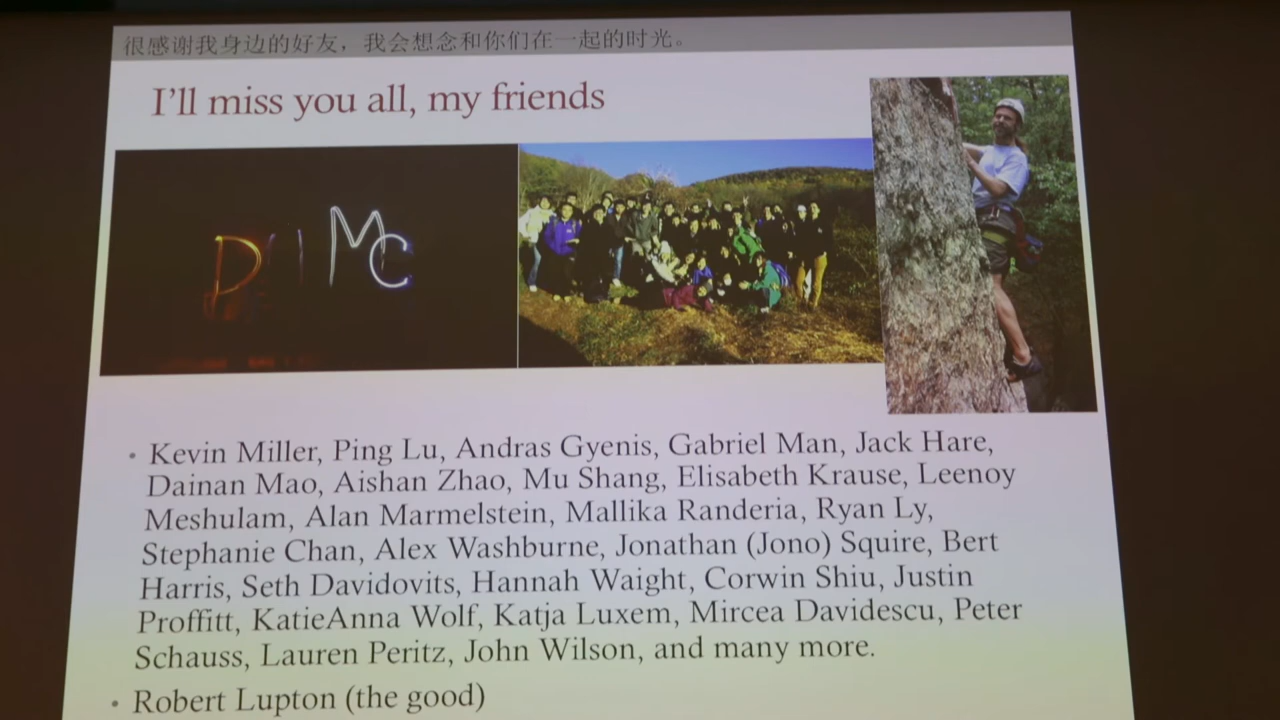 很感谢我身边的好友，我会想念和你们在一起的时光。
I'll miss you all, my friends
D MC
• Kevin Miller, Ping Lu, Andras Gyenis, Gabriel Man, Jack Hare,
Dainan Mao, Aishan Zhao, Mu Shang, Elisabeth Krause, Leenoy
Meshulam, Alan Marmelstein, Mallika Randeria, Ryan Ly,
Stephanie Chan, Alex Washburne, Jonathan (Jono) Squire, Bert
Harris, Seth Davidovits, Hannah Waight, Corwin Shiu, Justin
Proffitt, KatieAnna Wolf, Katja Luxem, Mircea Davidescu, Peter
Schauss, Lauren Peritz, John Wilson, and many more.
• Robert Lupton (the good)